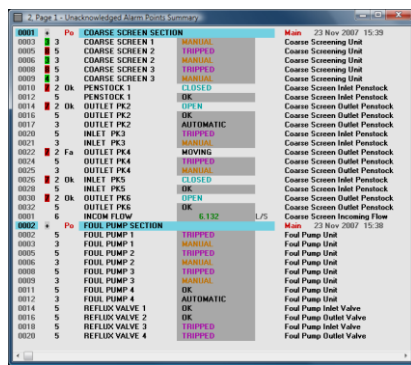 2, Page 1 - Unacknowledged Alarm Points Summary
0001 * Po COARSE SCREEN SECTION Main 23 Nov 2007 15:39
0003 3 3 COARSE SCREEN 1 MANUAL Coarse Screening Unit
0005 5 COARSE SCREEN 2 TRIPPED Coarse Screening Unit
0006 3 3 COARSE SCREEN 2 MANUAL Coarse Screening Unit
0008 5 COARSE SCREEN 3 TRIPPED Coarse Screening Unit
0009 3 COARSE SCREEN 3 MANUAL Coarse Screening Unit
0010 2 Ok PENSTOCK 1 CLOSED Coarse Screen Inlet Penstock
0012 5 PENSTOCK 1 OK Coarse Screen Inlet Penstock
0014 2 Ok OUTLET PK2 OPEN Coarse Screen Outlet Penstock
0016 5 OUTLET PK2 OK Coarse Screen Outlet Penstock
0017 3 OUTLET PK2 AUTOMATIC Coarse Screen Outlet Penstock
0020 5 INLET PK3 TRIPPED Coarse Screen Inlet Penstock
0021 3 INLET PK3 MANUAL Coarse Screen Inlet Penstock
0022 2 Fa OUTLET PK4 MOVING Coarse Screen Outlet Penstock
0024 5 OUTLET PK4 TRIPPED Coarse Screen Outlet Penstock
0025 3 OUTLET PK4 MANUAL Coarse Screen Outlet Penstock
0026 2 Ok INLET PK5 CLOSED Coarse Screen Inlet Penstock
0028 5 INLET PK5 OK Coarse Screen Inlet Penstock
0030 2 Ok OUTLET PK6 OPEN Coarse Screen Outlet Penstock
0032 5 OUTLET PK6 OK Coarse Screen Outlet Penstock
0001 6 INCOM FLOW 6.132 L/S Coarse Screen Incoming Flow
0002 * Po FOUL PUMP SECTION Main 23 Nov 2007 15:38
0002 5 FOUL PUMP 1 TRIPPED Foul Pump Unit
0003 3 FOUL PUMP 1 MANUAL Foul Pump Unit
0005 5 FOUL PUMP 2 TRIPPED Foul Pump Unit
0006 3 FOUL PUMP 2 MANUAL Foul Pump Unit
0008 5 FOUL PUMP 3 TRIPPED Foul Pump Unit
0009 3 FOUL PUMP 3 MANUAL Foul Pump Unit
0011 5 FOUL PUMP 4 OK Foul Pump Unit
0012 3 FOUL PUMP 4 AUTOMATIC Foul Pump Unit
0014 5 REFLUX VALVE 1 OK Foul Pump Inlet Valve
0016 5 REFLUX VALVE 2 OK Foul Pump Outlet Valve
0018 5 REFLUX VALVE 3 TRIPPED Foul Pump Inlet Valve
0020 5 REFLUX VALVE 4 TRIPPED Foul Pump Outlet Valve